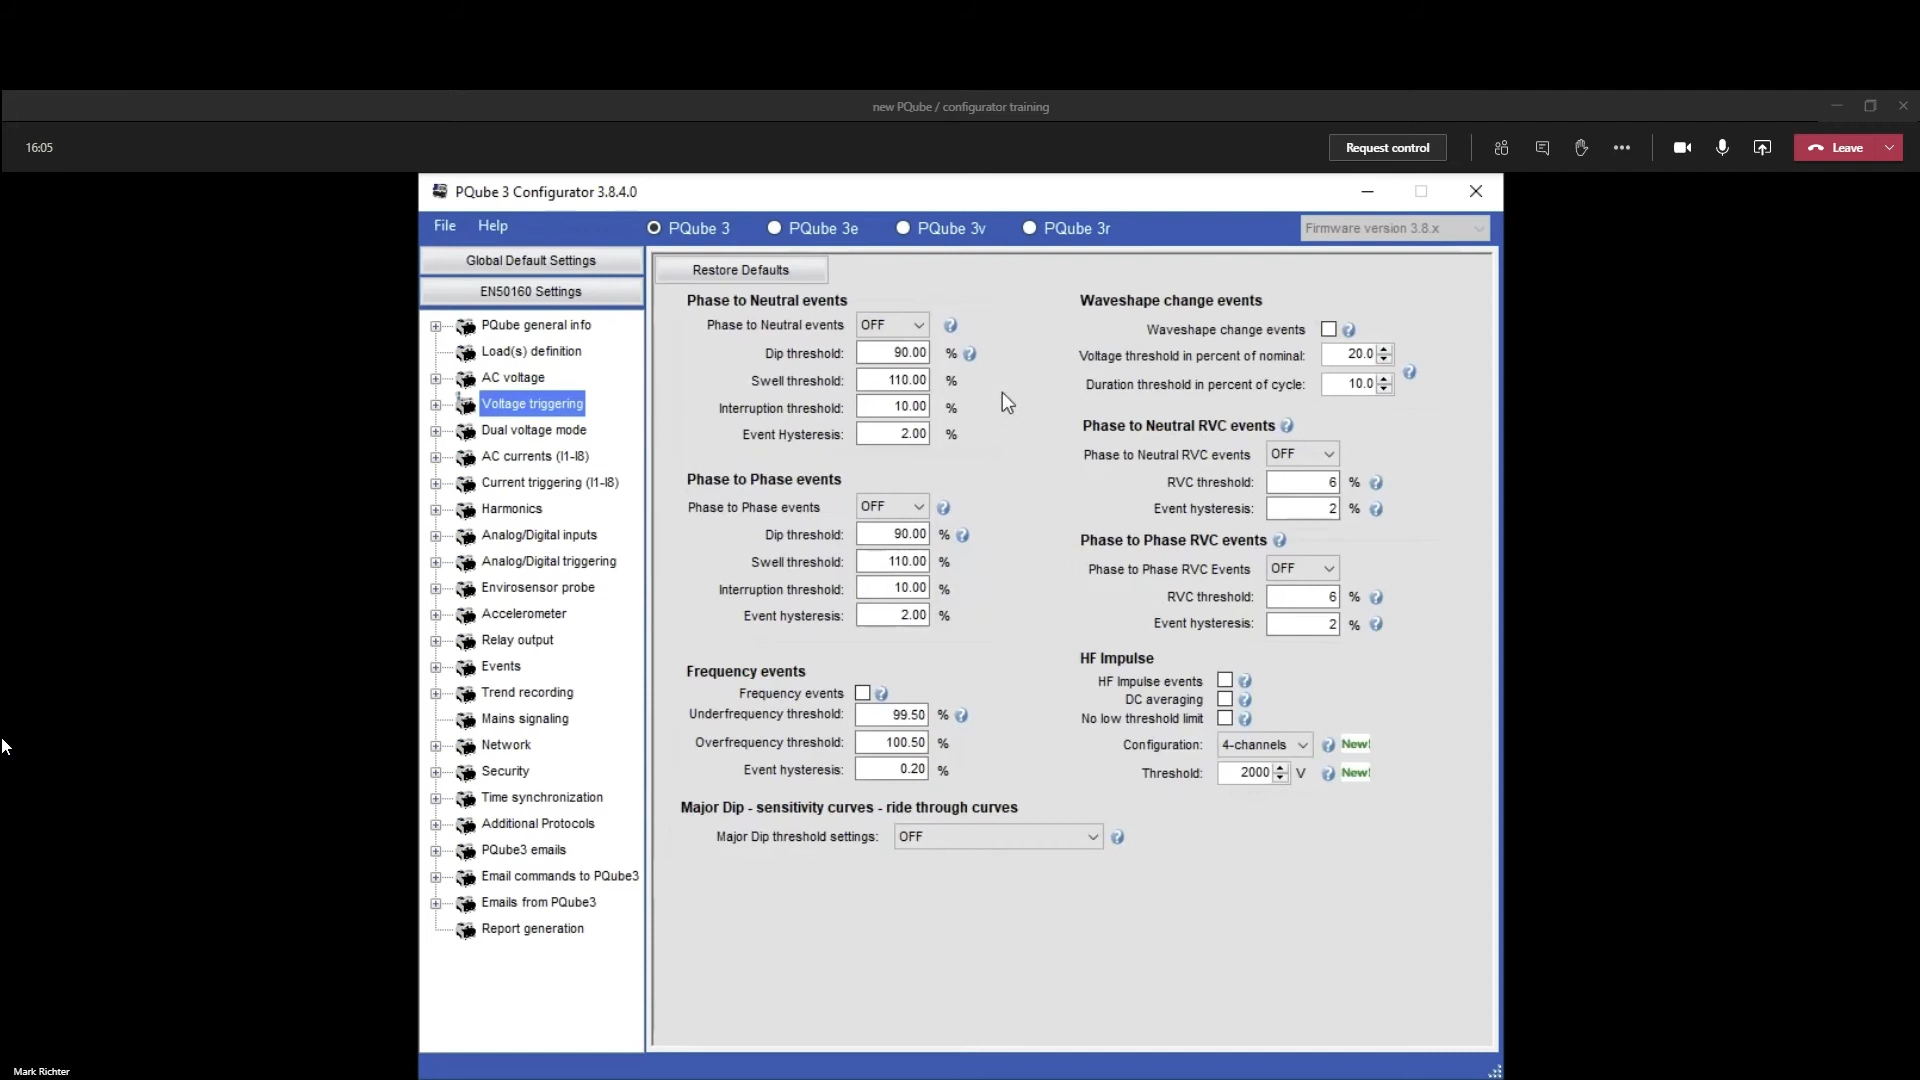 new PQube / configurator training
16:05
Request control
Leave
PQube 3 Configurator 3.8.4.0
File Help
PQube 3 PQube 3e PQube 3v PQube 3r
Firmware version 3.8.x
Global Default Settings
EN50160 Settings
PQube general info
Load(s) definition
AC voltage
Voltage triggering
Dual voltage mode
AC currents (I1-I8)
Current triggering (I1-I8)
Harmonics
Analog/Digital inputs
Analog/Digital triggering
Envirosensor probe
Accelerometer
Relay output
Events
Trend recording
Mains signaling
Network
Security
Time synchronization
Additional Protocols
PQube3 emails
Email commands to PQube3
Emails from PQube3
Report generation
Restore Defaults
Phase to Neutral events
Phase to Neutral events OFF
Dip threshold: 90.00 %
Swell threshold: 110.00 %
Interruption threshold: 10.00 %
Event Hysteresis: 2.00 %
Phase to Phase events
Phase to Phase events OFF
Dip threshold: 90.00 %
Swell threshold: 110.00 %
Interruption threshold: 10.00 %
Event hysteresis: 2.00 %
Frequency events
Frequency events
Underfrequency threshold: 99.50 %
Overfrequency threshold: 100.50 %
Event hysteresis: 0.20 %
Major Dip - sensitivity curves - ride through curves
Major Dip threshold settings: OFF
Waveshape change events
Waveshape change events
Voltage threshold in percent of nominal: 20.0
Duration threshold in percent of cycle: 10.0
Phase to Neutral RVC events
Phase to Neutral RVC events OFF
RVC threshold: 6 %
Event hysteresis: 2 %
Phase to Phase RVC events
Phase to Phase RVC Events OFF
RVC threshold: 6 %
Event hysteresis: 2 %
HF Impulse
HF Impulse events
DC averaging
No low threshold limit
Configuration: 4-channels New!
Threshold: 2000 V New!
Mark Richter